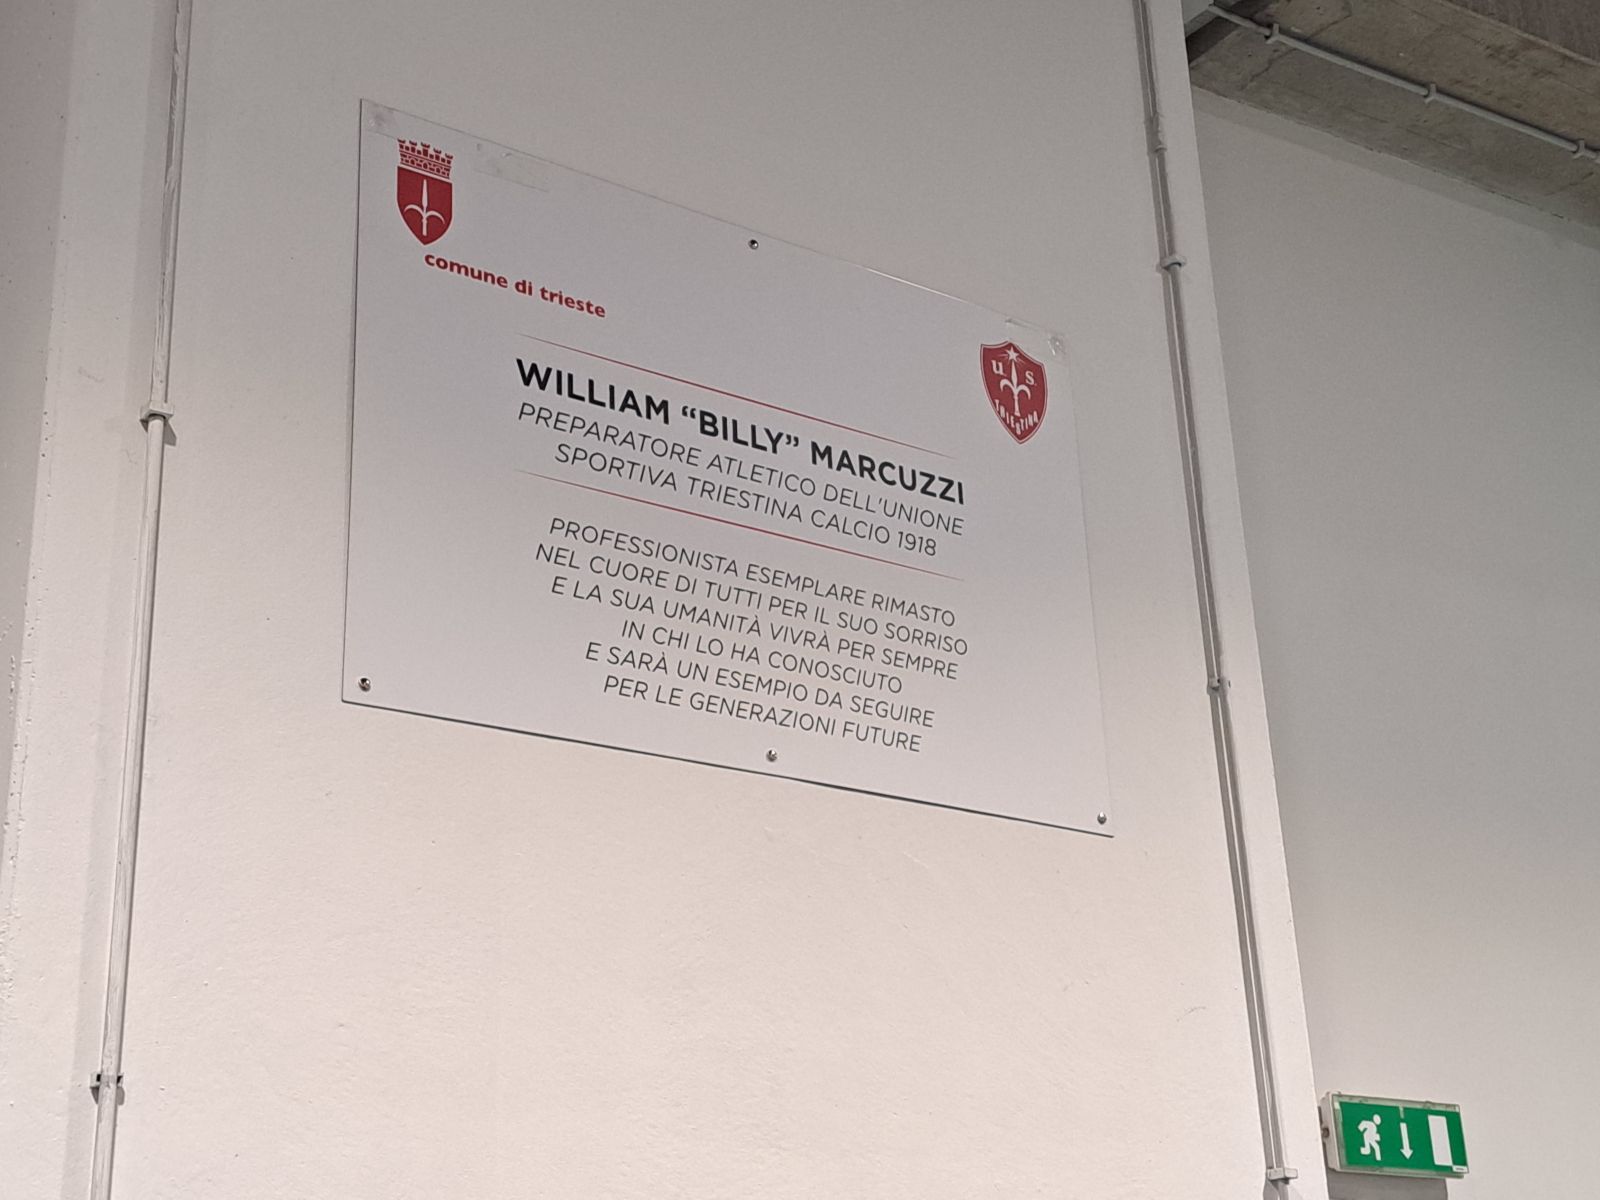 comune di trieste
U S.
TRIESTINA
WILLIAM “BILLY” MARCUZZI
PREPARATORE ATLETICO DELL'UNIONE
SPORTIVA TRIESTINA CALCIO 1918
PROFESSIONISTA ESEMPLARE RIMASTO
NEL CUORE DI TUTTI PER IL SUO SORRISO
E LA SUA UMANITÀ VIVRÀ PER SEMPRE
IN CHI LO HA CONOSCIUTO
E SARÀ UN ESEMPIO DA SEGUIRE
PER LE GENERAZIONI FUTURE